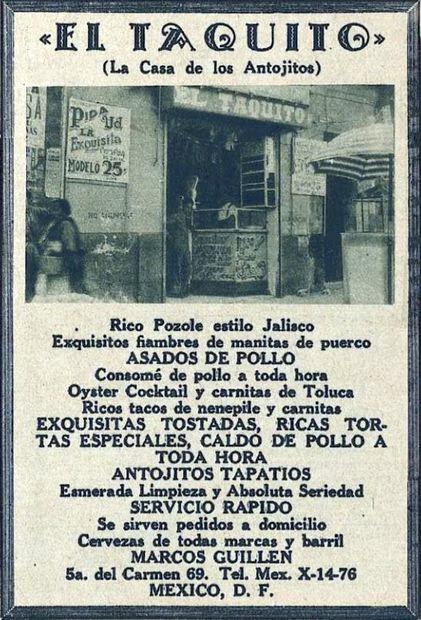 «EL TAQUITO»
(La Casa de los Antojitos)
EL TAQUITO
PIDA Ud
LA
EXQUISITA
MODELO 25¢
Rico Pozole estilo Jalisco
Exquisitos fiambres de manitas de puerco
ASADOS DE POLLO
Consomé de pollo a toda hora
Oyster Cocktail y carnitas de Toluca
Ricos tacos de nenepile y carnitas
EXQUISITAS TOSTADAS, RICAS TOR-
TAS ESPECIALES, CALDO DE POLLO A
TODA HORA
ANTOJITOS TAPATIOS
Esmerada Limpieza y Absoluta Seriedad
SERVICIO RAPIDO
Se sirven pedidos a domicilio
Cervezas de todas marcas y barril
MARCOS GUILLEN
5a. del Carmen 69. Tel. Mex. X-14-76
MEXICO, D. F.